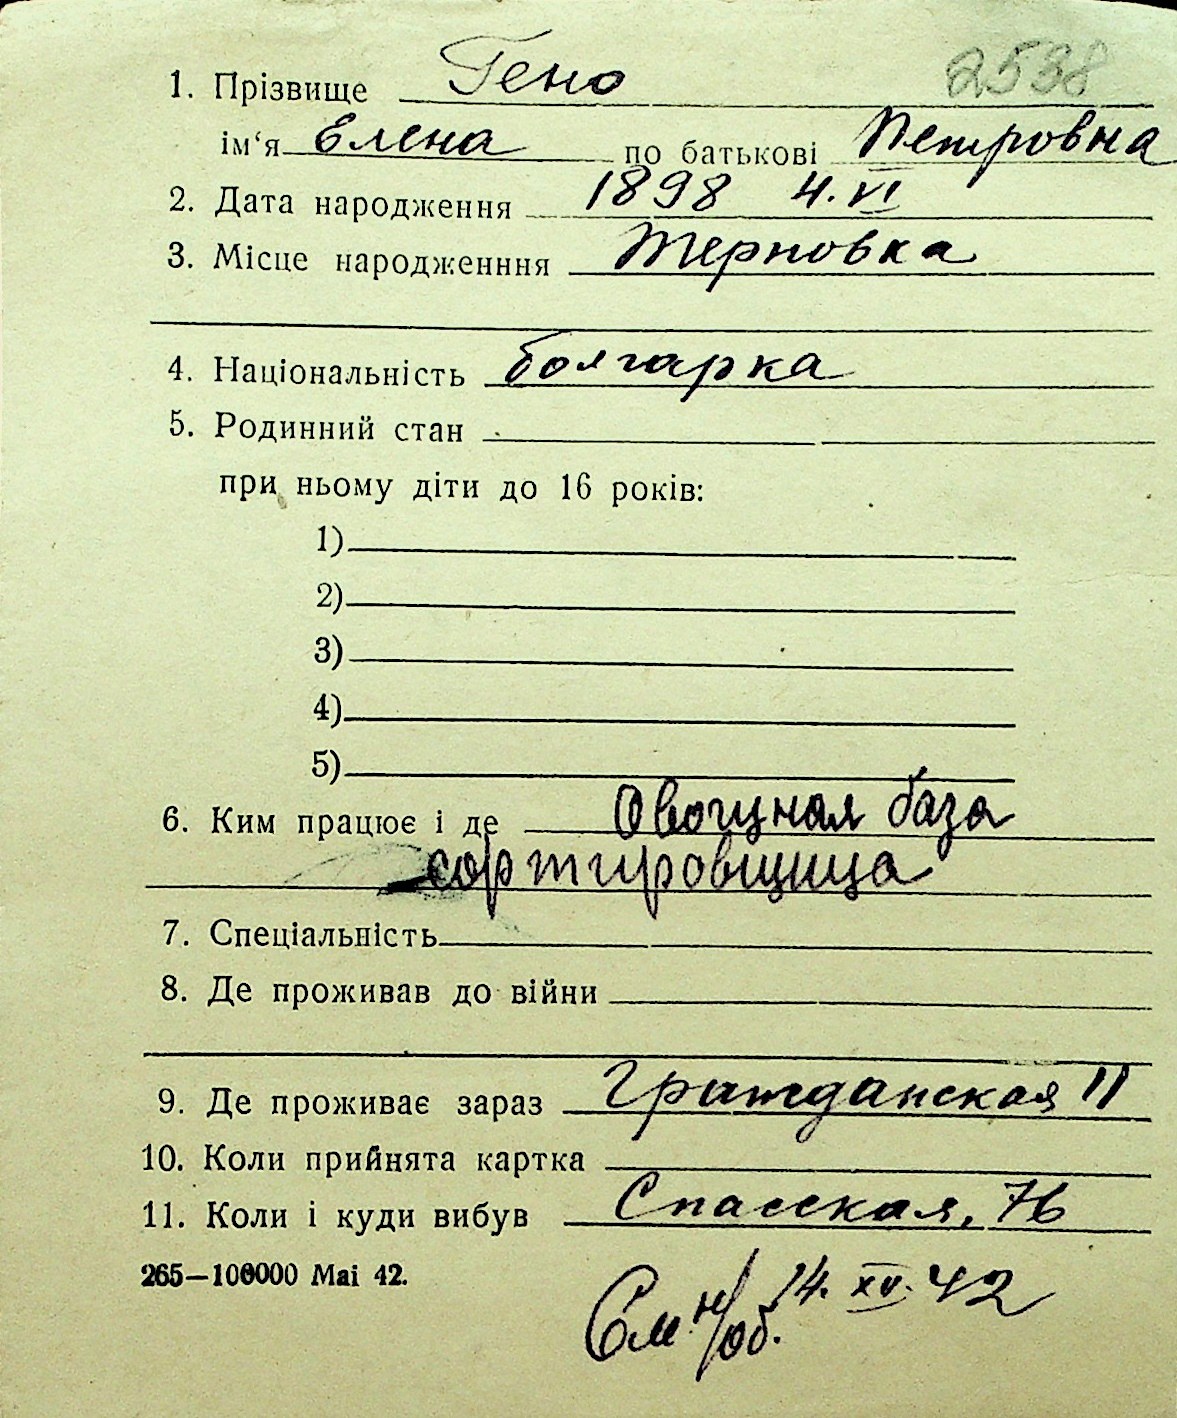 2538
1. Прізвище Гено
ім‘я Елена по батькові Петровна
2. Дата народження 1898 4.VI
3. Місце народженння Терновка
4. Національність болгарка
5. Родинний стан
при ньому діти до 16 років:
1)
2)
3)
4)
5)
6. Ким працює і де Овощная база
сортировщица
7. Спеціальність
8. Де проживав до війни
9. Де проживає зараз Гражданская 11
10. Коли прийнята картка
11. Коли і куди вибув Спасская, 76
265—100000 Маі 42.
См. н/об. 14. XII. 42